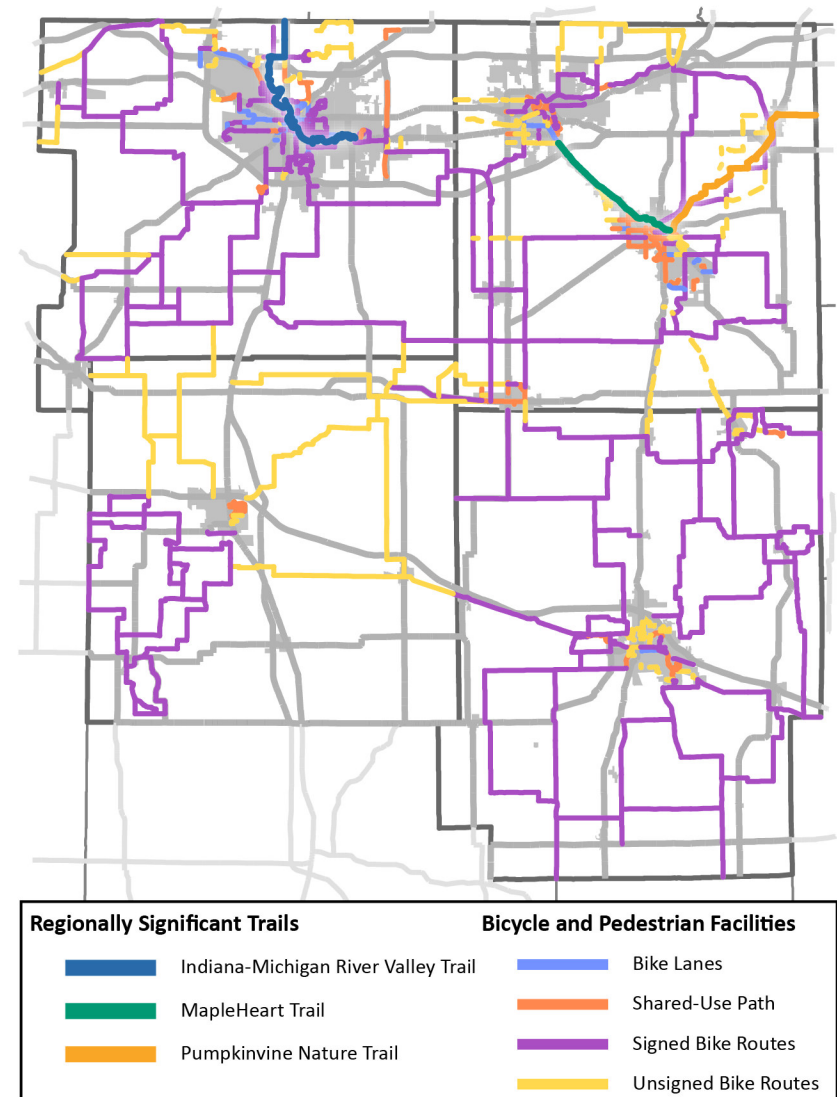 Regionally Significant Trails
Indiana-Michigan River Valley Trail
MapleHeart Trail
Pumpkinvine Nature Trail
Bicycle and Pedestrian Facilities
Bike Lanes
Shared-Use Path
Signed Bike Routes
Unsigned Bike Routes